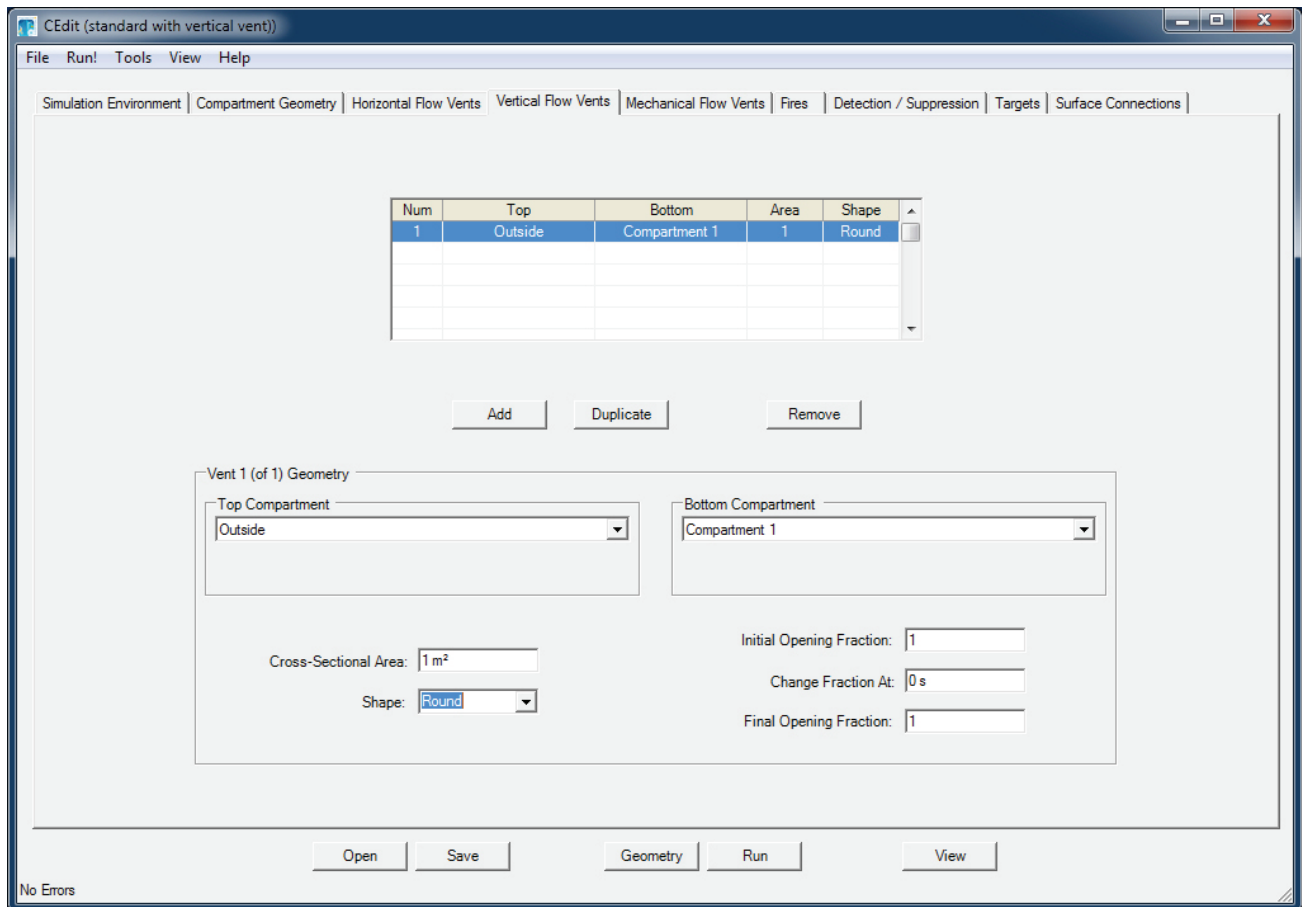 CEdit (standard with vertical vent))
File Run! Tools View Help
Simulation Environment Compartment Geometry Horizontal Flow Vents Vertical Flow Vents Mechanical Flow Vents Fires Detection / Suppression Targets Surface Connections
Num Top Bottom Area Shape
1 Outside Compartment 1 1 Round
Add Duplicate Remove
Vent 1 (of 1) Geometry
Top Compartment Bottom Compartment
Outside Compartment 1
Initial Opening Fraction: 1
Cross-Sectional Area: 1 m²
Change Fraction At: 0 s
Shape: Round
Final Opening Fraction: 1
Open Save Geometry Run View
No Errors